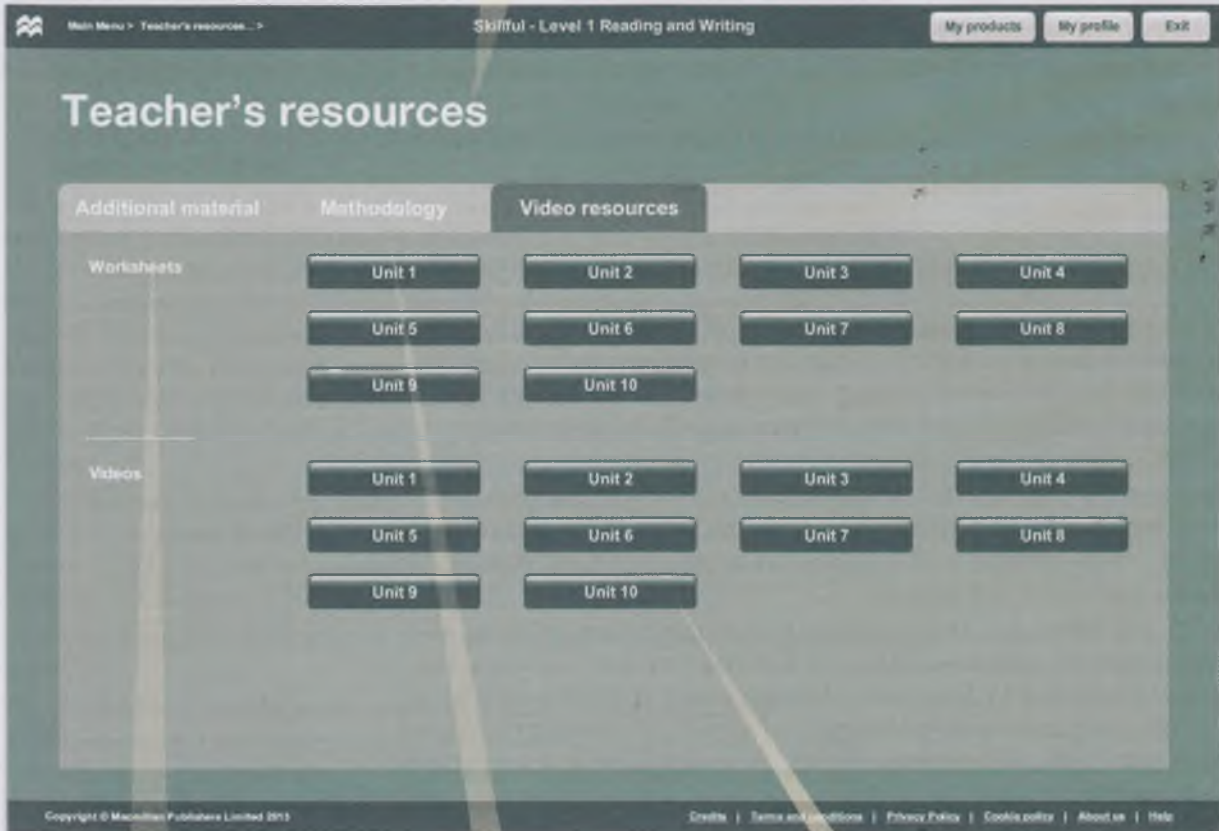 Main Menu > Teacher's resources... >
Skillful - Level 1 Reading and Writing
My products
My profile
Exit
Teacher's resources
Additional material
Methodology
Video resources
Worksheets
Unit 1
Unit 2
Unit 3
Unit 4
Unit 5
Unit 6
Unit 7
Unit 8
Unit 9
Unit 10
Videos
Unit 1
Unit 2
Unit 3
Unit 4
Unit 5
Unit 6
Unit 7
Unit 8
Unit 9
Unit 10
Copyright © Macmillan Publishers Limited 2013
Credits | Terms and conditions | Privacy Policy | Cookie policy | About us | Help